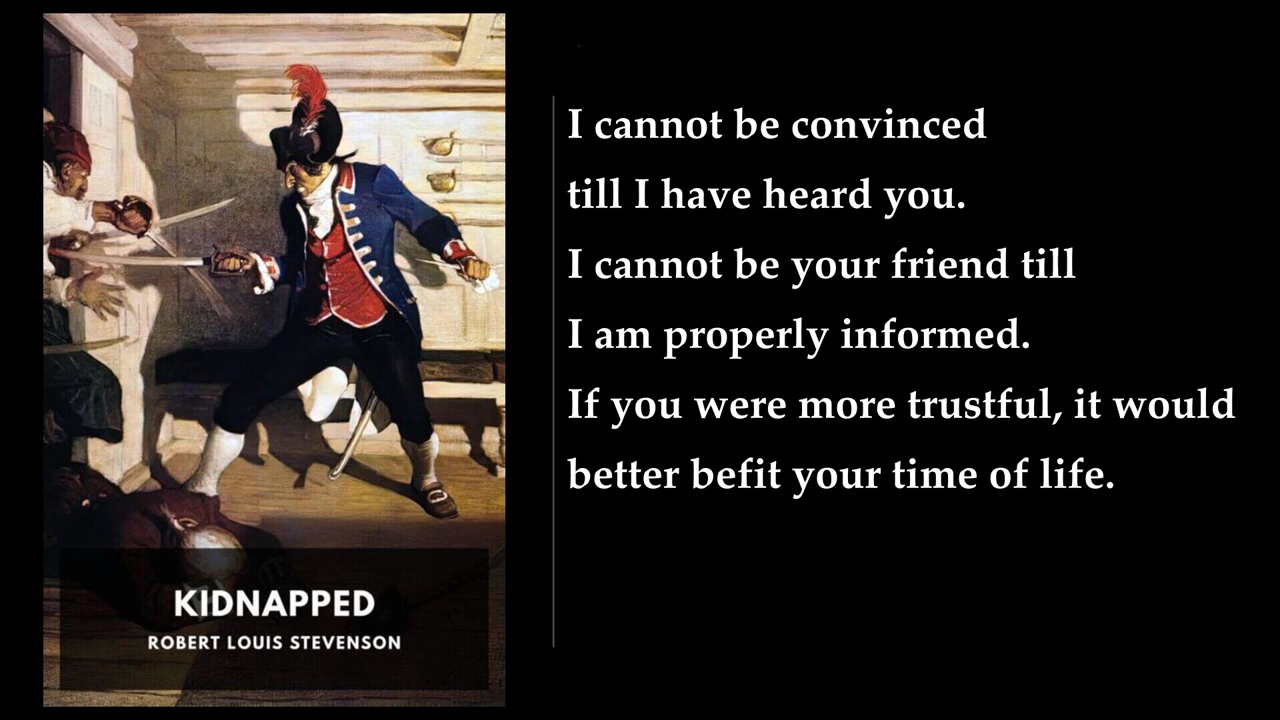 I cannot be convinced
till I have heard you.
I cannot be your friend till
I am properly informed.
If you were more trustful, it would
better befit your time of life.
KIDNAPPED
ROBERT LOUIS STEVENSON